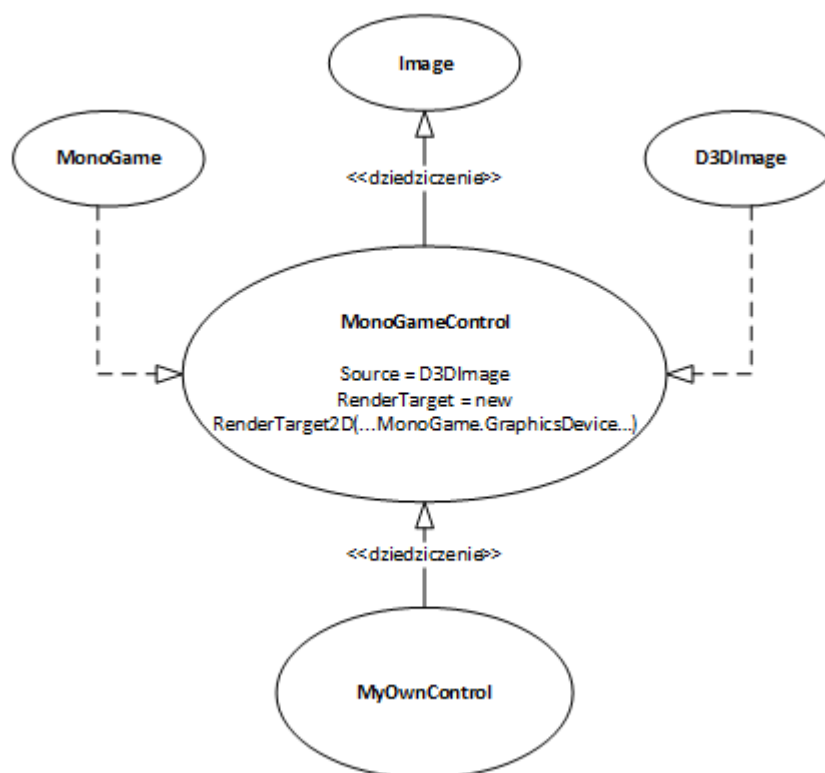 Image
MonoGame
D3DImage
<<dziedziczenie>>
MonoGameControl
Source = D3DImage
RenderTarget = new
RenderTarget2D(...MonoGame.GraphicsDevice...)
<<dziedziczenie>>
MyOwnControl